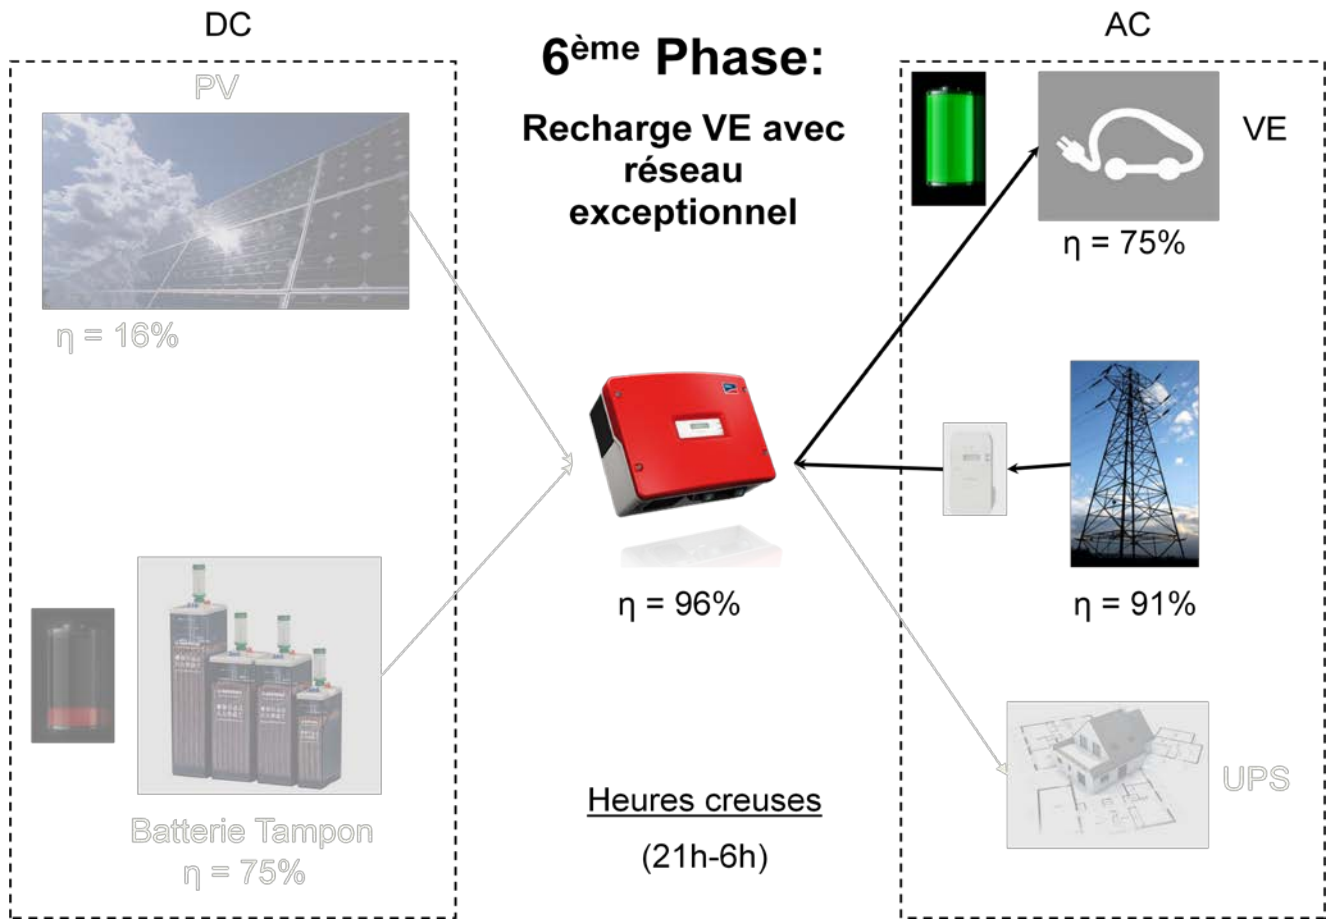 DC
6ème Phase:
AC
PV
Recharge VE avec
réseau
exceptionnel
VE
η = 75%
η = 16%
η = 96%
η = 91%
Batterie Tampon
η = 75%
Heures creuses
(21h-6h)
UPS